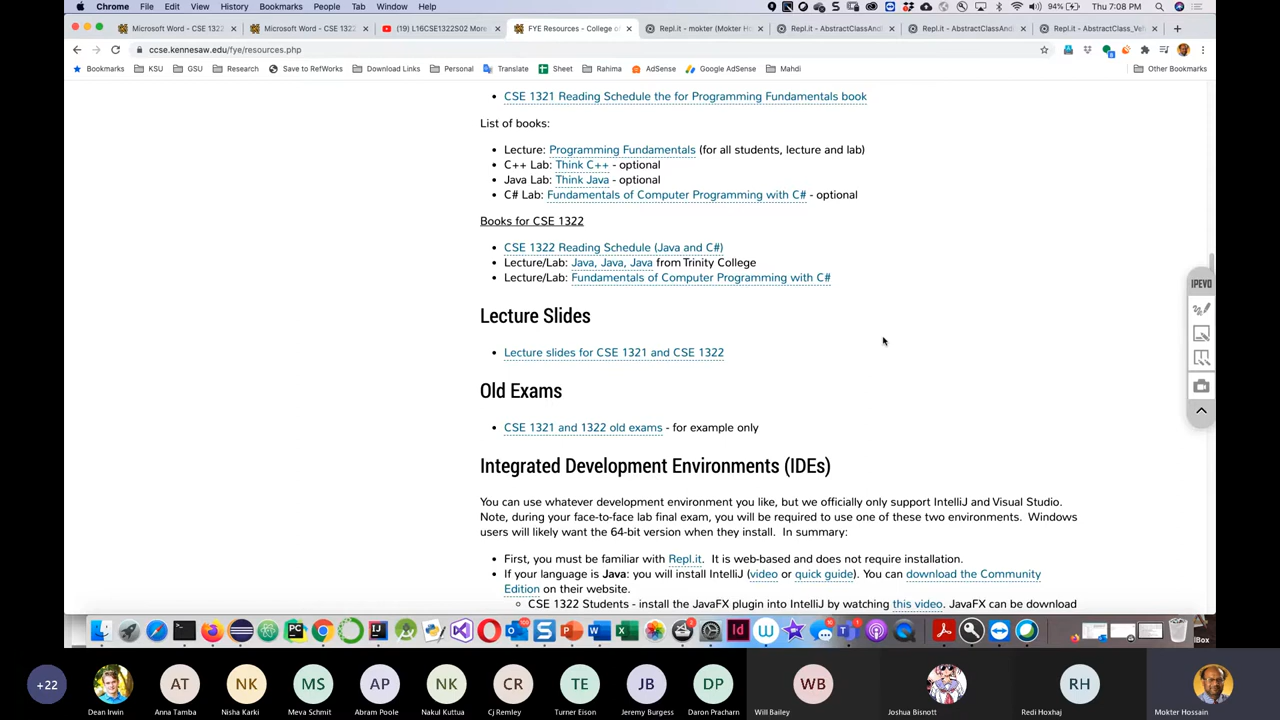 Chrome File Edit View History Bookmarks People Tab Window Help 94% Thu 7:08 PM
Microsoft Word - CSE 132 Microsoft Word - CSE 132 (19) L16CSE1322S02 More FYE Resources - College of Repl.it - mokter (Mokter H Repl.it - AbstractClassAnd Repl.it - AbstractClassAnd Repl.it - AbstractClass_Veh
ccse.kennesaw.edu/fye/resources.php
Bookmarks KSU GSU Research Save to RefWorks Download Links Personal Translate Sheet Rahima AdSense Google AdSense Mahdi Other Bookmarks
• CSE 1321 Reading Schedule the for Programming Fundamentals book
List of books:
• Lecture: Programming Fundamentals (for all students, lecture and lab)
• C++ Lab: Think C++ - optional
• Java Lab: Think Java - optional
• C# Lab: Fundamentals of Computer Programming with C# - optional
Books for CSE 1322
• CSE 1322 Reading Schedule (Java and C#)
• Lecture/Lab: Java, Java, Java from Trinity College
• Lecture/Lab: Fundamentals of Computer Programming with C#
IPEVO
Lecture Slides
• Lecture slides for CSE 1321 and CSE 1322
Old Exams
• CSE 1321 and 1322 old exams - for example only
Integrated Development Environments (IDEs)
You can use whatever development environment you like, but we officially only support IntelliJ and Visual Studio.
Note, during your face-to-face lab final exam, you will be required to use one of these two environments. Windows
users will likely want the 64-bit version when they install. In summary:
• First, you must be familiar with Repl.it. It is web-based and does not require installation.
• If your language is Java: you will install IntelliJ (video or quick guide). You can download the Community
Edition on their website.
CSE 1322 Students - install the JavaFX plugin into IntelliJ by watching this video. JavaFX can be download
+22 AT NK MS AP NK CR TE JB DP WB RH
Dean Irwin Anna Tamba Nisha Karki Meva Schmit Abram Poole Nakul Kuttua Cj Remley Turner Eison Jeremy Burgess Daron Pracharn Will Bailey Joshua Bisnott Redi Hoxhaj Mokter Hossain